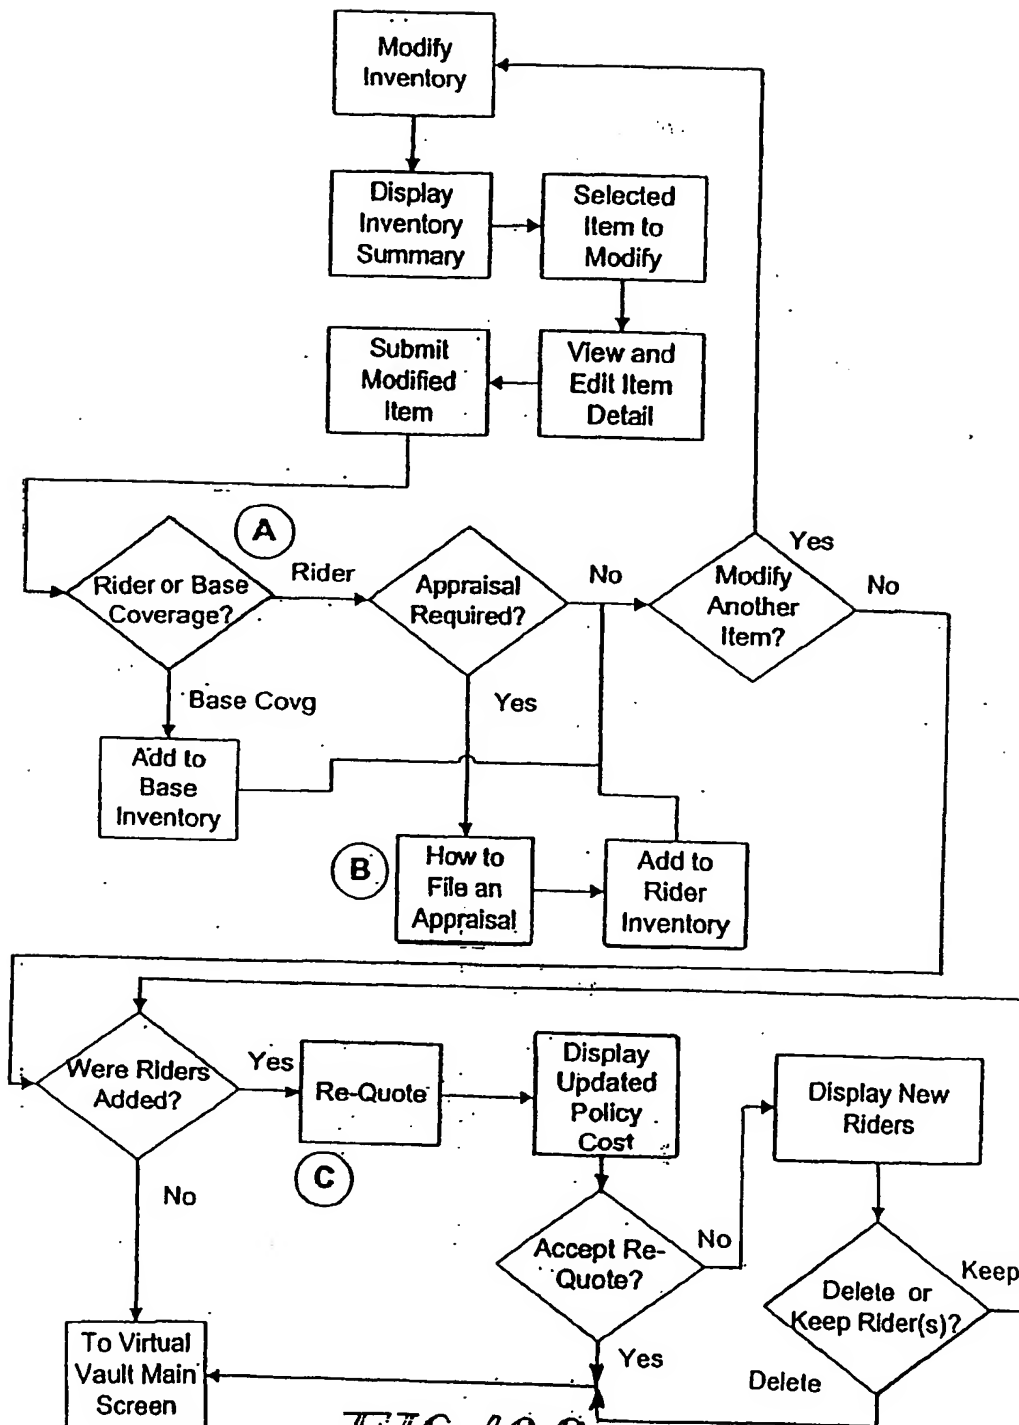 Modify
Inventory
Display
Inventory
Summary
Selected
Item to
Modify
Submit
Modified
Item
View and
Edit Item
Detail
A
Rider or Base
Coverage?
Rider
Appraisal
Required?
No
Modify
Another
Item?
Yes
No
Base Covg
Yes
Add to
Base
Inventory
B
How to
File an
Appraisal
Add to
Rider
Inventory
Were Riders
Added?
Yes
Re-Quote
Display
Updated
Policy
Cost
Display New
Riders
C
No
Accept Re-
Quote?
No
Delete or
Keep Rider(s)?
Keep
To Virtual
Vault Main
Screen
Yes
Delete